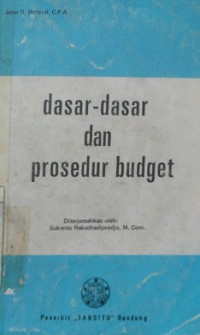 John R. Bartizal, C.P.A.
dasar-dasar
dan
prosedur budget
Diterjemahkan oleh:
Sukanto Reksohadiprodjo, M. Com.
Penerbit „TARSITO" Bandung